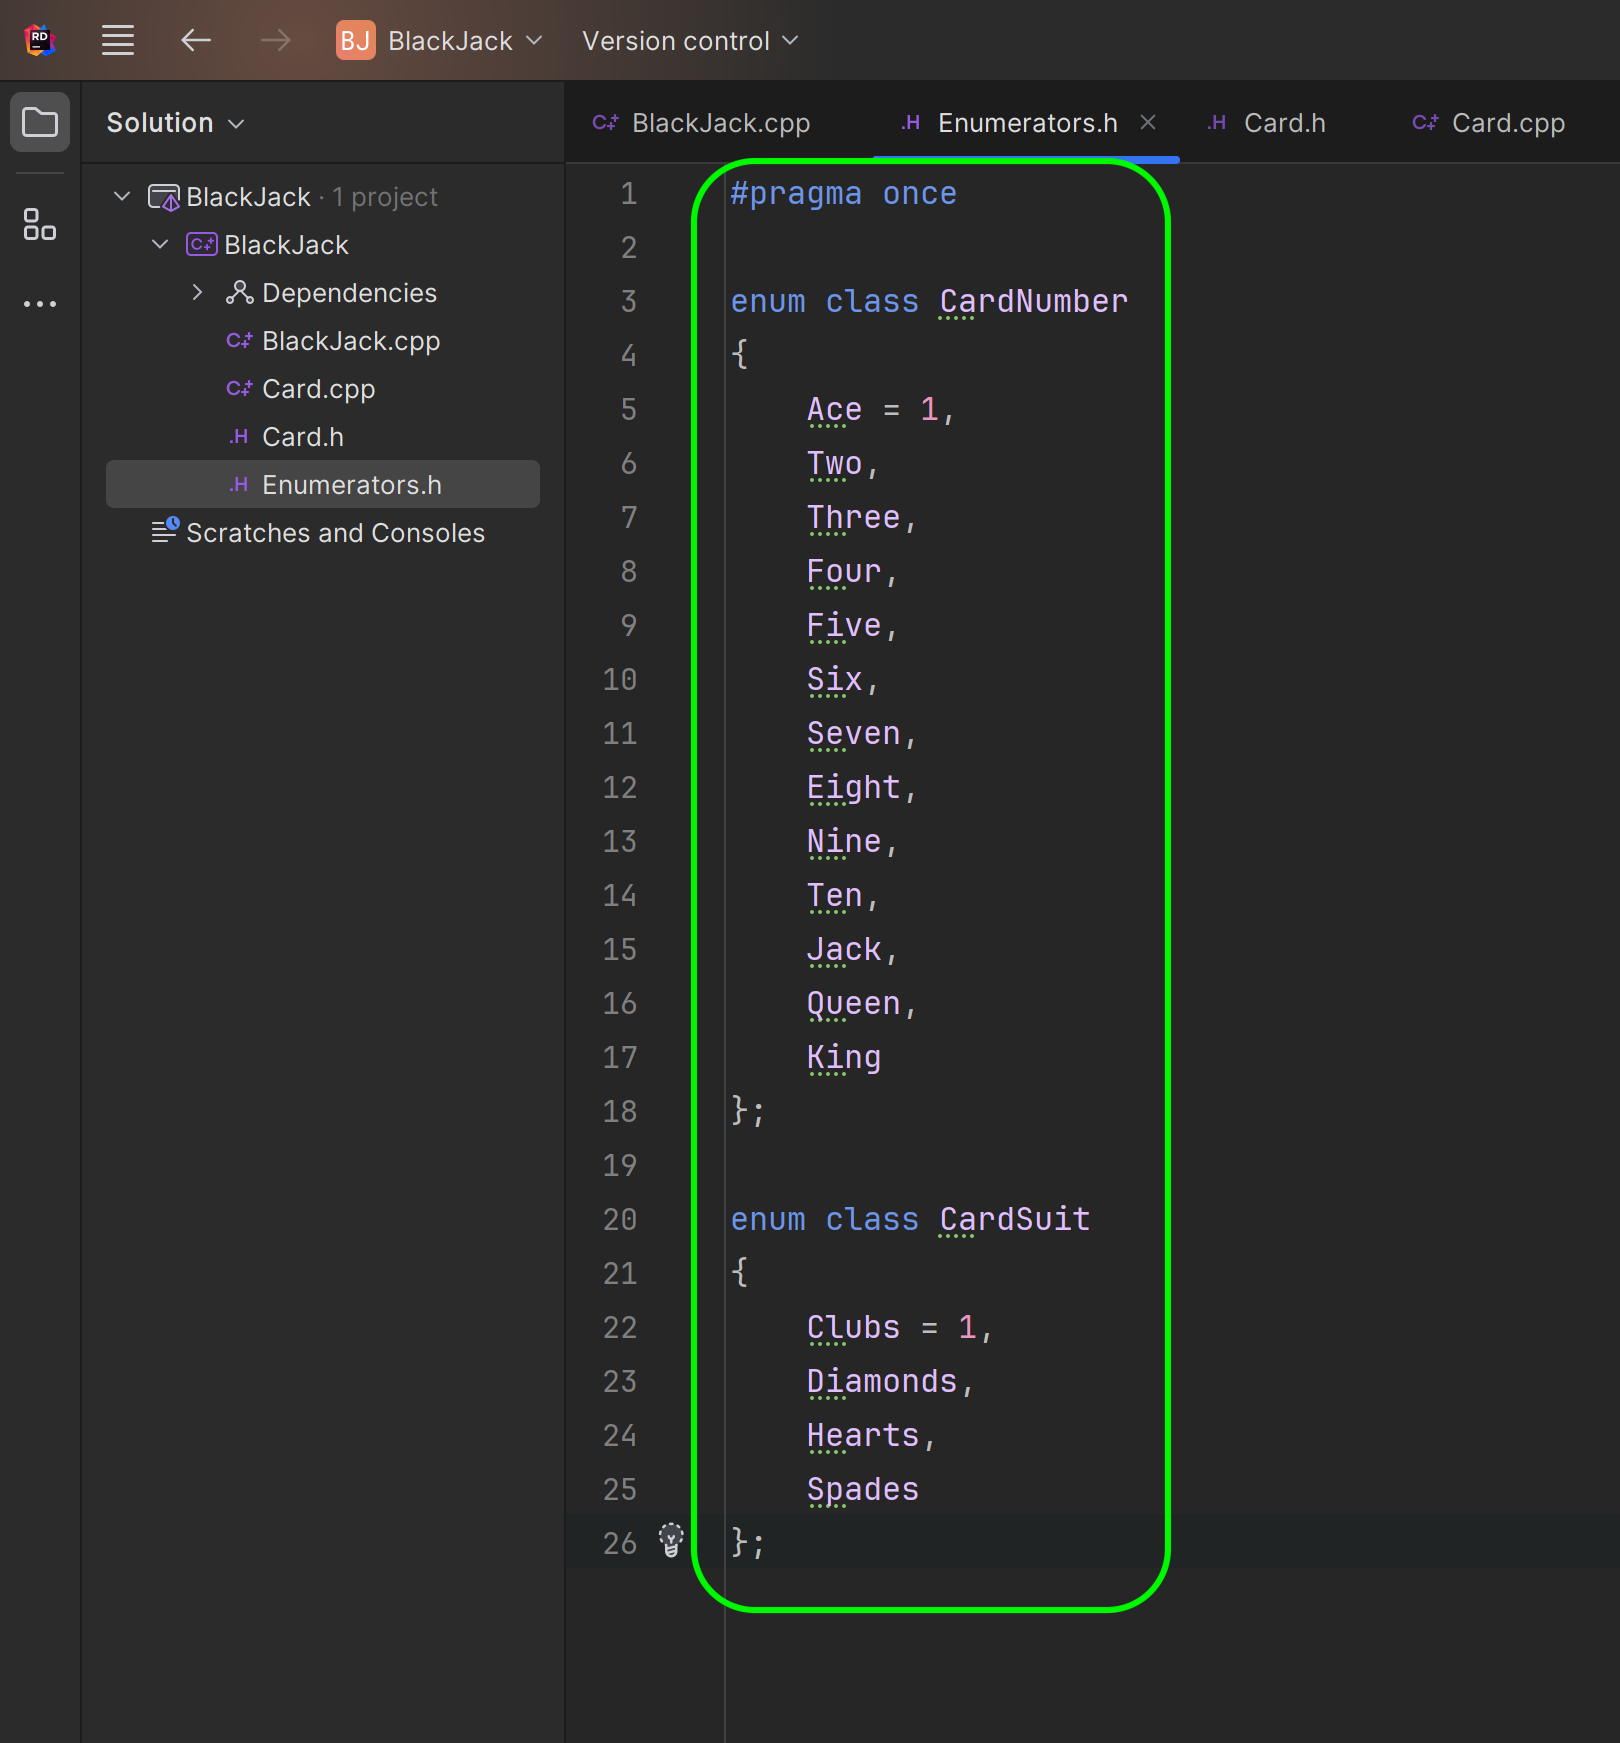 RD
BJ BlackJack Version control
Solution
BlackJack.cpp Enumerators.h Card.h Card.cpp
BlackJack · 1 project
BlackJack
Dependencies
BlackJack.cpp
Card.cpp
Card.h
Enumerators.h
Scratches and Consoles
1 #pragma once
2
3 enum class CardNumber
4 {
5 Ace = 1,
6 Two,
7 Three,
8 Four,
9 Five,
10 Six,
11 Seven,
12 Eight,
13 Nine,
14 Ten,
15 Jack,
16 Queen,
17 King
18 };
19
20 enum class CardSuit
21 {
22 Clubs = 1,
23 Diamonds,
24 Hearts,
25 Spades
26 };